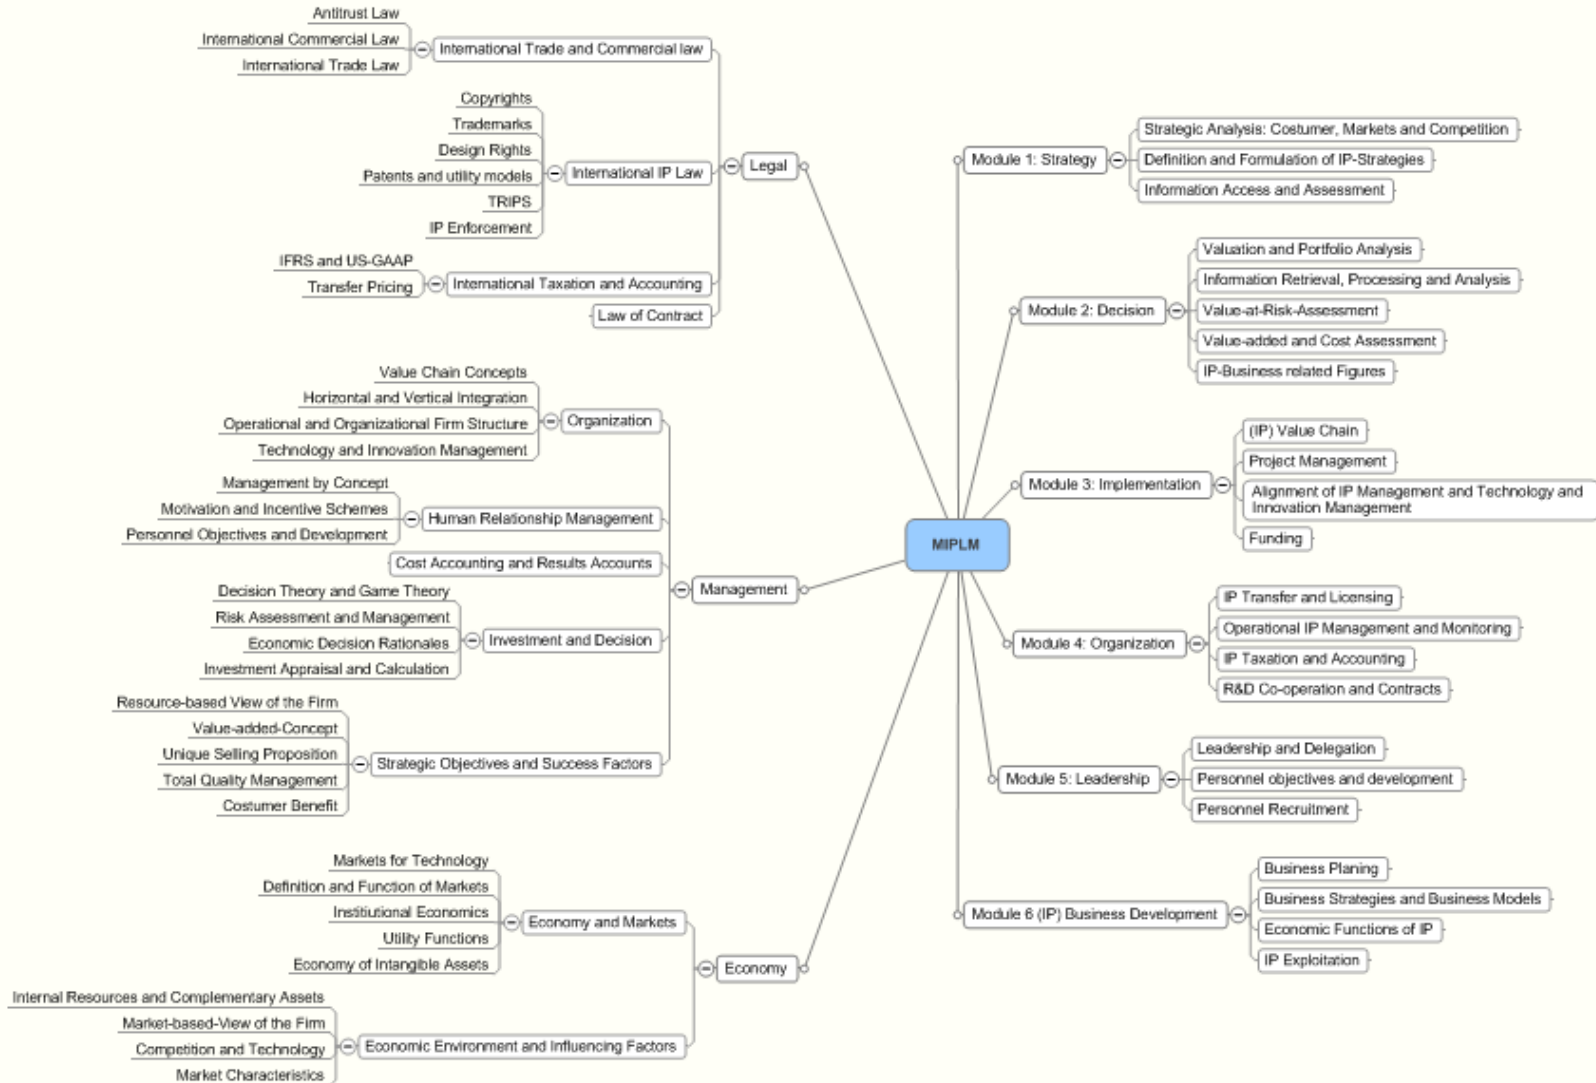 Antitrust Law
International Commercial Law
International Trade Law
International Trade and Commercial law
Copyrights
Trademarks
Design Rights
Patents and utility models
TRIPS
IP Enforcement
International IP Law
Legal
IFRS and US-GAAP
Transfer Pricing
International Taxation and Accounting
Law of Contract
Value Chain Concepts
Horizontal and Vertical Integration
Operational and Organizational Firm Structure
Technology and Innovation Management
Organization
Management by Concept
Motivation and Incentive Schemes
Personnel Objectives and Development
Human Relationship Management
Cost Accounting and Results Accounts
Management
Decision Theory and Game Theory
Risk Assessment and Management
Economic Decision Rationales
Investment Appraisal and Calculation
Investment and Decision
Resource-based View of the Firm
Value-added-Concept
Unique Selling Proposition
Total Quality Management
Costumer Benefit
Strategic Objectives and Success Factors
Markets for Technology
Definition and Function of Markets
Institiutional Economics
Utility Functions
Economy of Intangible Assets
Economy and Markets
Economy
Internal Resources and Complementary Assets
Market-based-View of the Firm
Competition and Technology
Market Characteristics
Economic Environment and Influencing Factors
MIPLM
Module 1: Strategy
Strategic Analysis: Costumer, Markets and Competition
Definition and Formulation of IP-Strategies
Information Access and Assessment
Module 2: Decision
Valuation and Portfolio Analysis
Information Retrieval, Processing and Analysis
Value-at-Risk-Assessment
Value-added and Cost Assessment
IP-Business related Figures
Module 3: Implementation
(IP) Value Chain
Project Management
Alignment of IP Management and Technology and
Innovation Management
Funding
Module 4: Organization
IP Transfer and Licensing
Operational IP Management and Monitoring
IP Taxation and Accounting
R&D Co-operation and Contracts
Module 5: Leadership
Leadership and Delegation
Personnel objectives and development
Personnel Recruitment
Module 6 (IP) Business Development
Business Planing
Business Strategies and Business Models
Economic Functions of IP
IP Exploitation